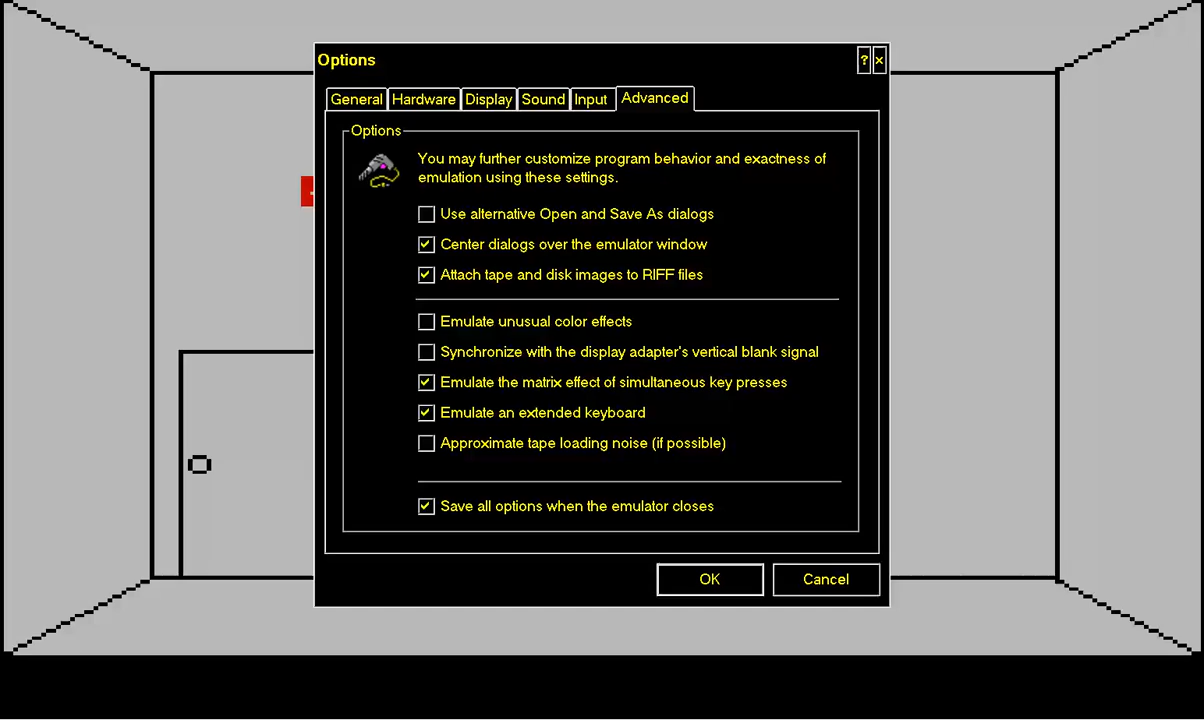 Options
? ×
General Hardware Display Sound Input Advanced
Options
You may further customize program behavior and exactness of
emulation using these settings.
Use alternative Open and Save As dialogs
Center dialogs over the emulator window
Attach tape and disk images to RIFF files
Emulate unusual color effects
Synchronize with the display adapter's vertical blank signal
Emulate the matrix effect of simultaneous key presses
Emulate an extended keyboard
Approximate tape loading noise (if possible)
Save all options when the emulator closes
OK Cancel